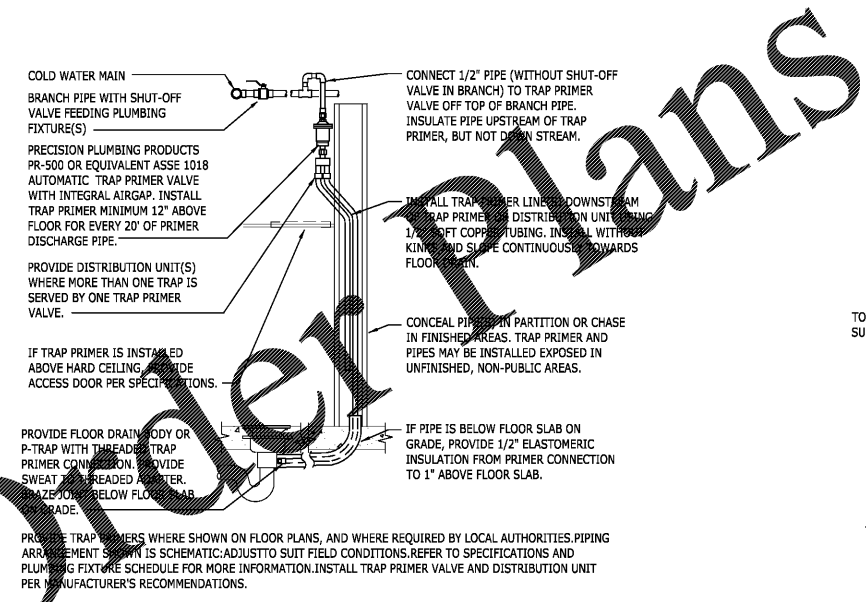 COLD WATER MAIN
BRANCH PIPE WITH SHUT-OFF
VALVE FEEDING PLUMBING
FIXTURE(S)
PRECISION PLUMBING PRODUCTS
PR-500 OR EQUIVALENT ASSE 1018
AUTOMATIC TRAP PRIMER VALVE
WITH INTEGRAL AIRGAP. INSTALL
TRAP PRIMER MINIMUM 12" ABOVE
FLOOR FOR EVERY 20' OF PRIMER
DISCHARGE PIPE.
PROVIDE DISTRIBUTION UNIT(S)
WHERE MORE THAN ONE TRAP IS
SERVED BY ONE TRAP PRIMER
VALVE.
IF TRAP PRIMER IS INSTALLED
ABOVE HARD CEILING, PROVIDE
ACCESS DOOR PER SPECIFICATIONS.
PROVIDE FLOOR DRAIN BODY OR
P-TRAP WITH THREADED TRAP
PRIMER CONNECTION. PROVIDE
SWEAT TO THREADED ADAPTER.
BRAZE JOINT BELOW FLOOR SLAB
ON GRADE.
CONNECT 1/2" PIPE (WITHOUT SHUT-OFF
VALVE IN BRANCH) TO TRAP PRIMER
VALVE OFF TOP OF BRANCH PIPE.
INSULATE PIPE UPSTREAM OF TRAP
PRIMER, BUT NOT DOWN STREAM.
INSTALL TRAP PRIMER LINE(S) DOWNSTREAM
OF TRAP PRIMER OR DISTRIBUTION UNIT USING
1/2" SOFT COPPER TUBING. INSTALL WITHOUT
KINKS AND SLOPE CONTINUOUSLY TOWARDS
FLOOR DRAIN.
CONCEAL PIPE(S) IN PARTITION OR CHASE
IN FINISHED AREAS. TRAP PRIMER AND
PIPES MAY BE INSTALLED EXPOSED IN
UNFINISHED, NON-PUBLIC AREAS.
IF PIPE IS BELOW FLOOR SLAB ON
GRADE, PROVIDE 1/2" ELASTOMERIC
INSULATION FROM PRIMER CONNECTION
TO 1" ABOVE FLOOR SLAB.
PROVIDE TRAP PRIMERS WHERE SHOWN ON FLOOR PLANS, AND WHERE REQUIRED BY LOCAL AUTHORITIES.PIPING
ARRANGEMENT SHOWN IS SCHEMATIC:ADJUSTTO SUIT FIELD CONDITIONS.REFER TO SPECIFICATIONS AND
PLUMBING FIXTURE SCHEDULE FOR MORE INFORMATION.INSTALL TRAP PRIMER VALVE AND DISTRIBUTION UNIT
PER MANUFACTURER'S RECOMMENDATIONS.
TO
SU
Order Plans